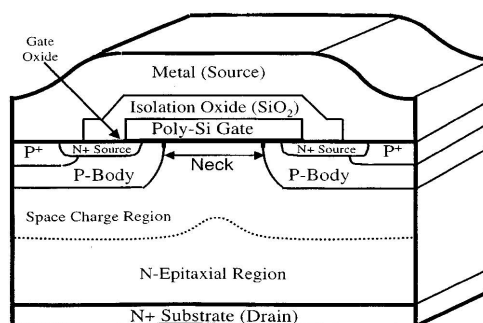 Gate
Oxide
Metal (Source)
Isolation Oxide (SiO₂)
Poly-Si Gate
P⁺
N+ Source
N+ Source
P⁺
Neck
P-Body
P-Body
Space Charge Region
N-Epitaxial Region
N+ Substrate (Drain)